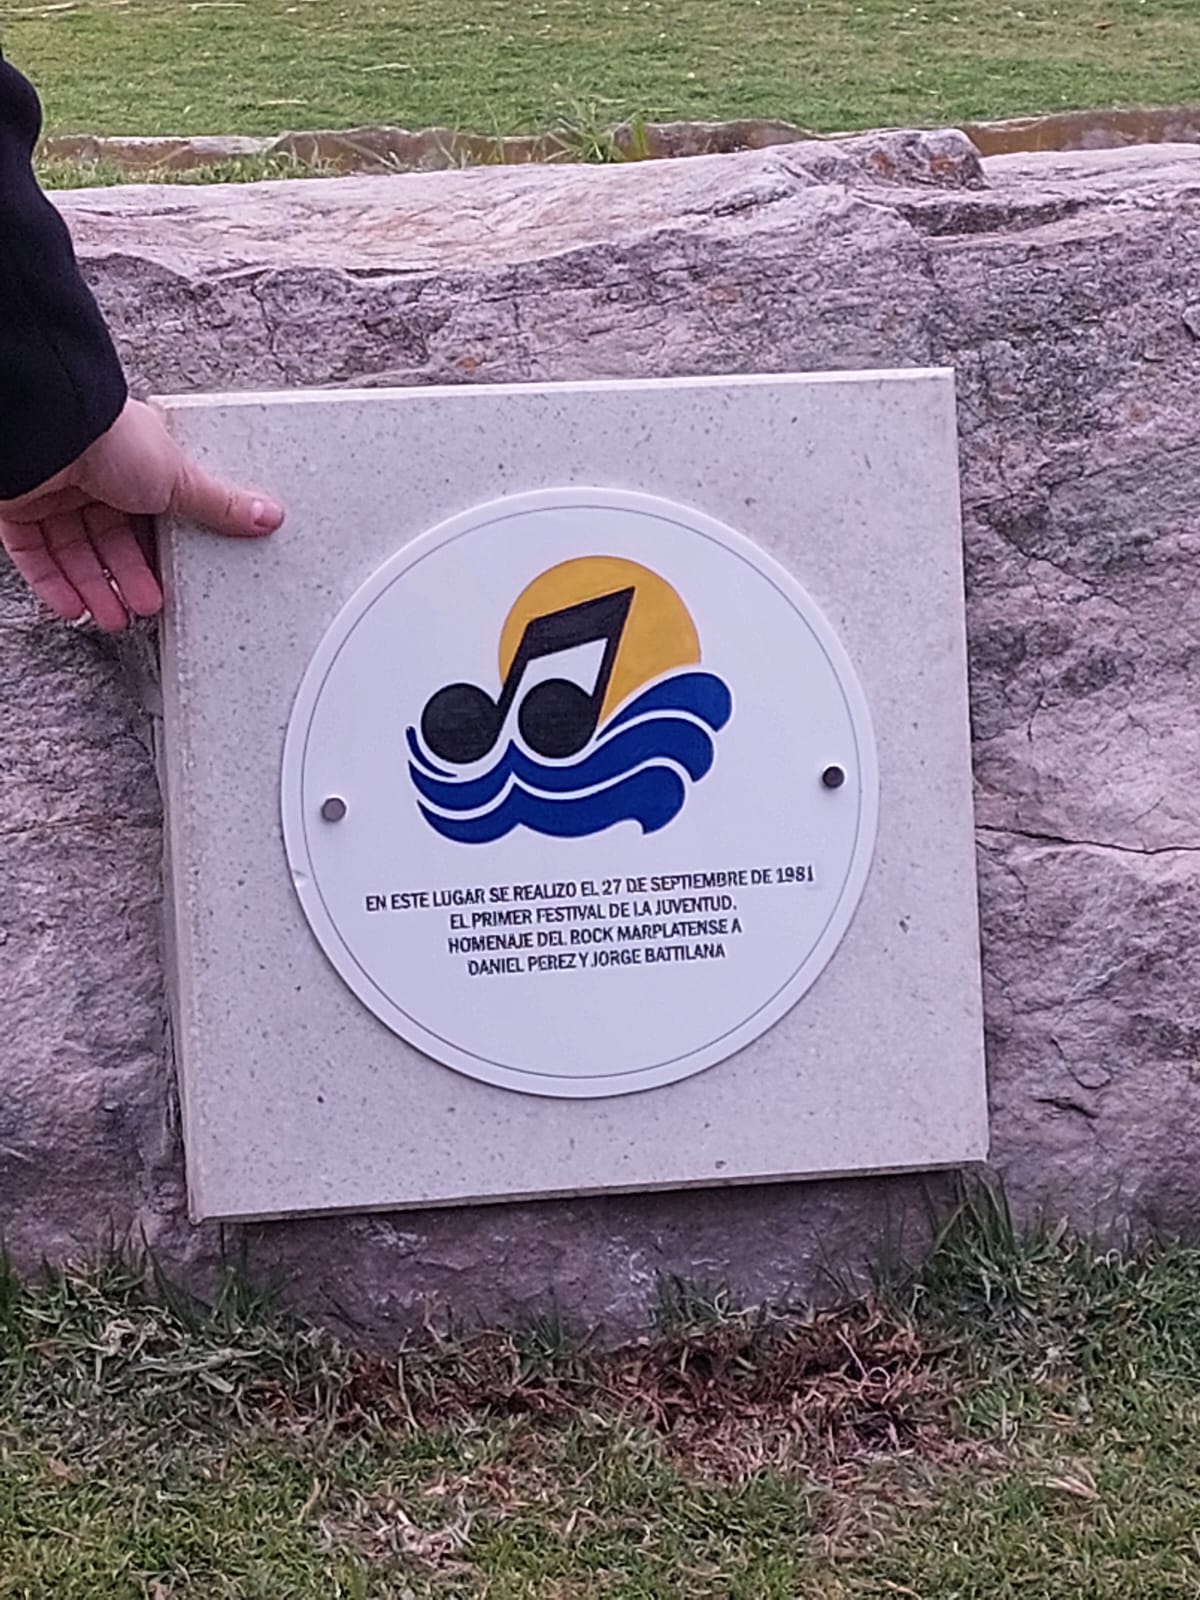 EN ESTE LUGAR SE REALIZO EL 27 DE SEPTIEMBRE DE 1981
EL PRIMER FESTIVAL DE LA JUVENTUD.
HOMENAJE DEL ROCK MARPLATENSE A
DANIEL PEREZ Y JORGE BATTILANA